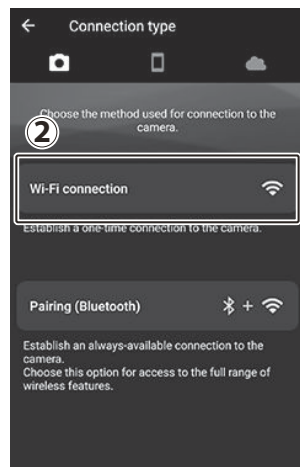 Connection type
Choose the method used for connection to the
camera.
②
Wi-Fi connection
Establish a one-time connection to the camera.
Pairing (Bluetooth)
+
Establish an always-available connection to the
camera.
Choose this option for access to the full range of
wireless features.